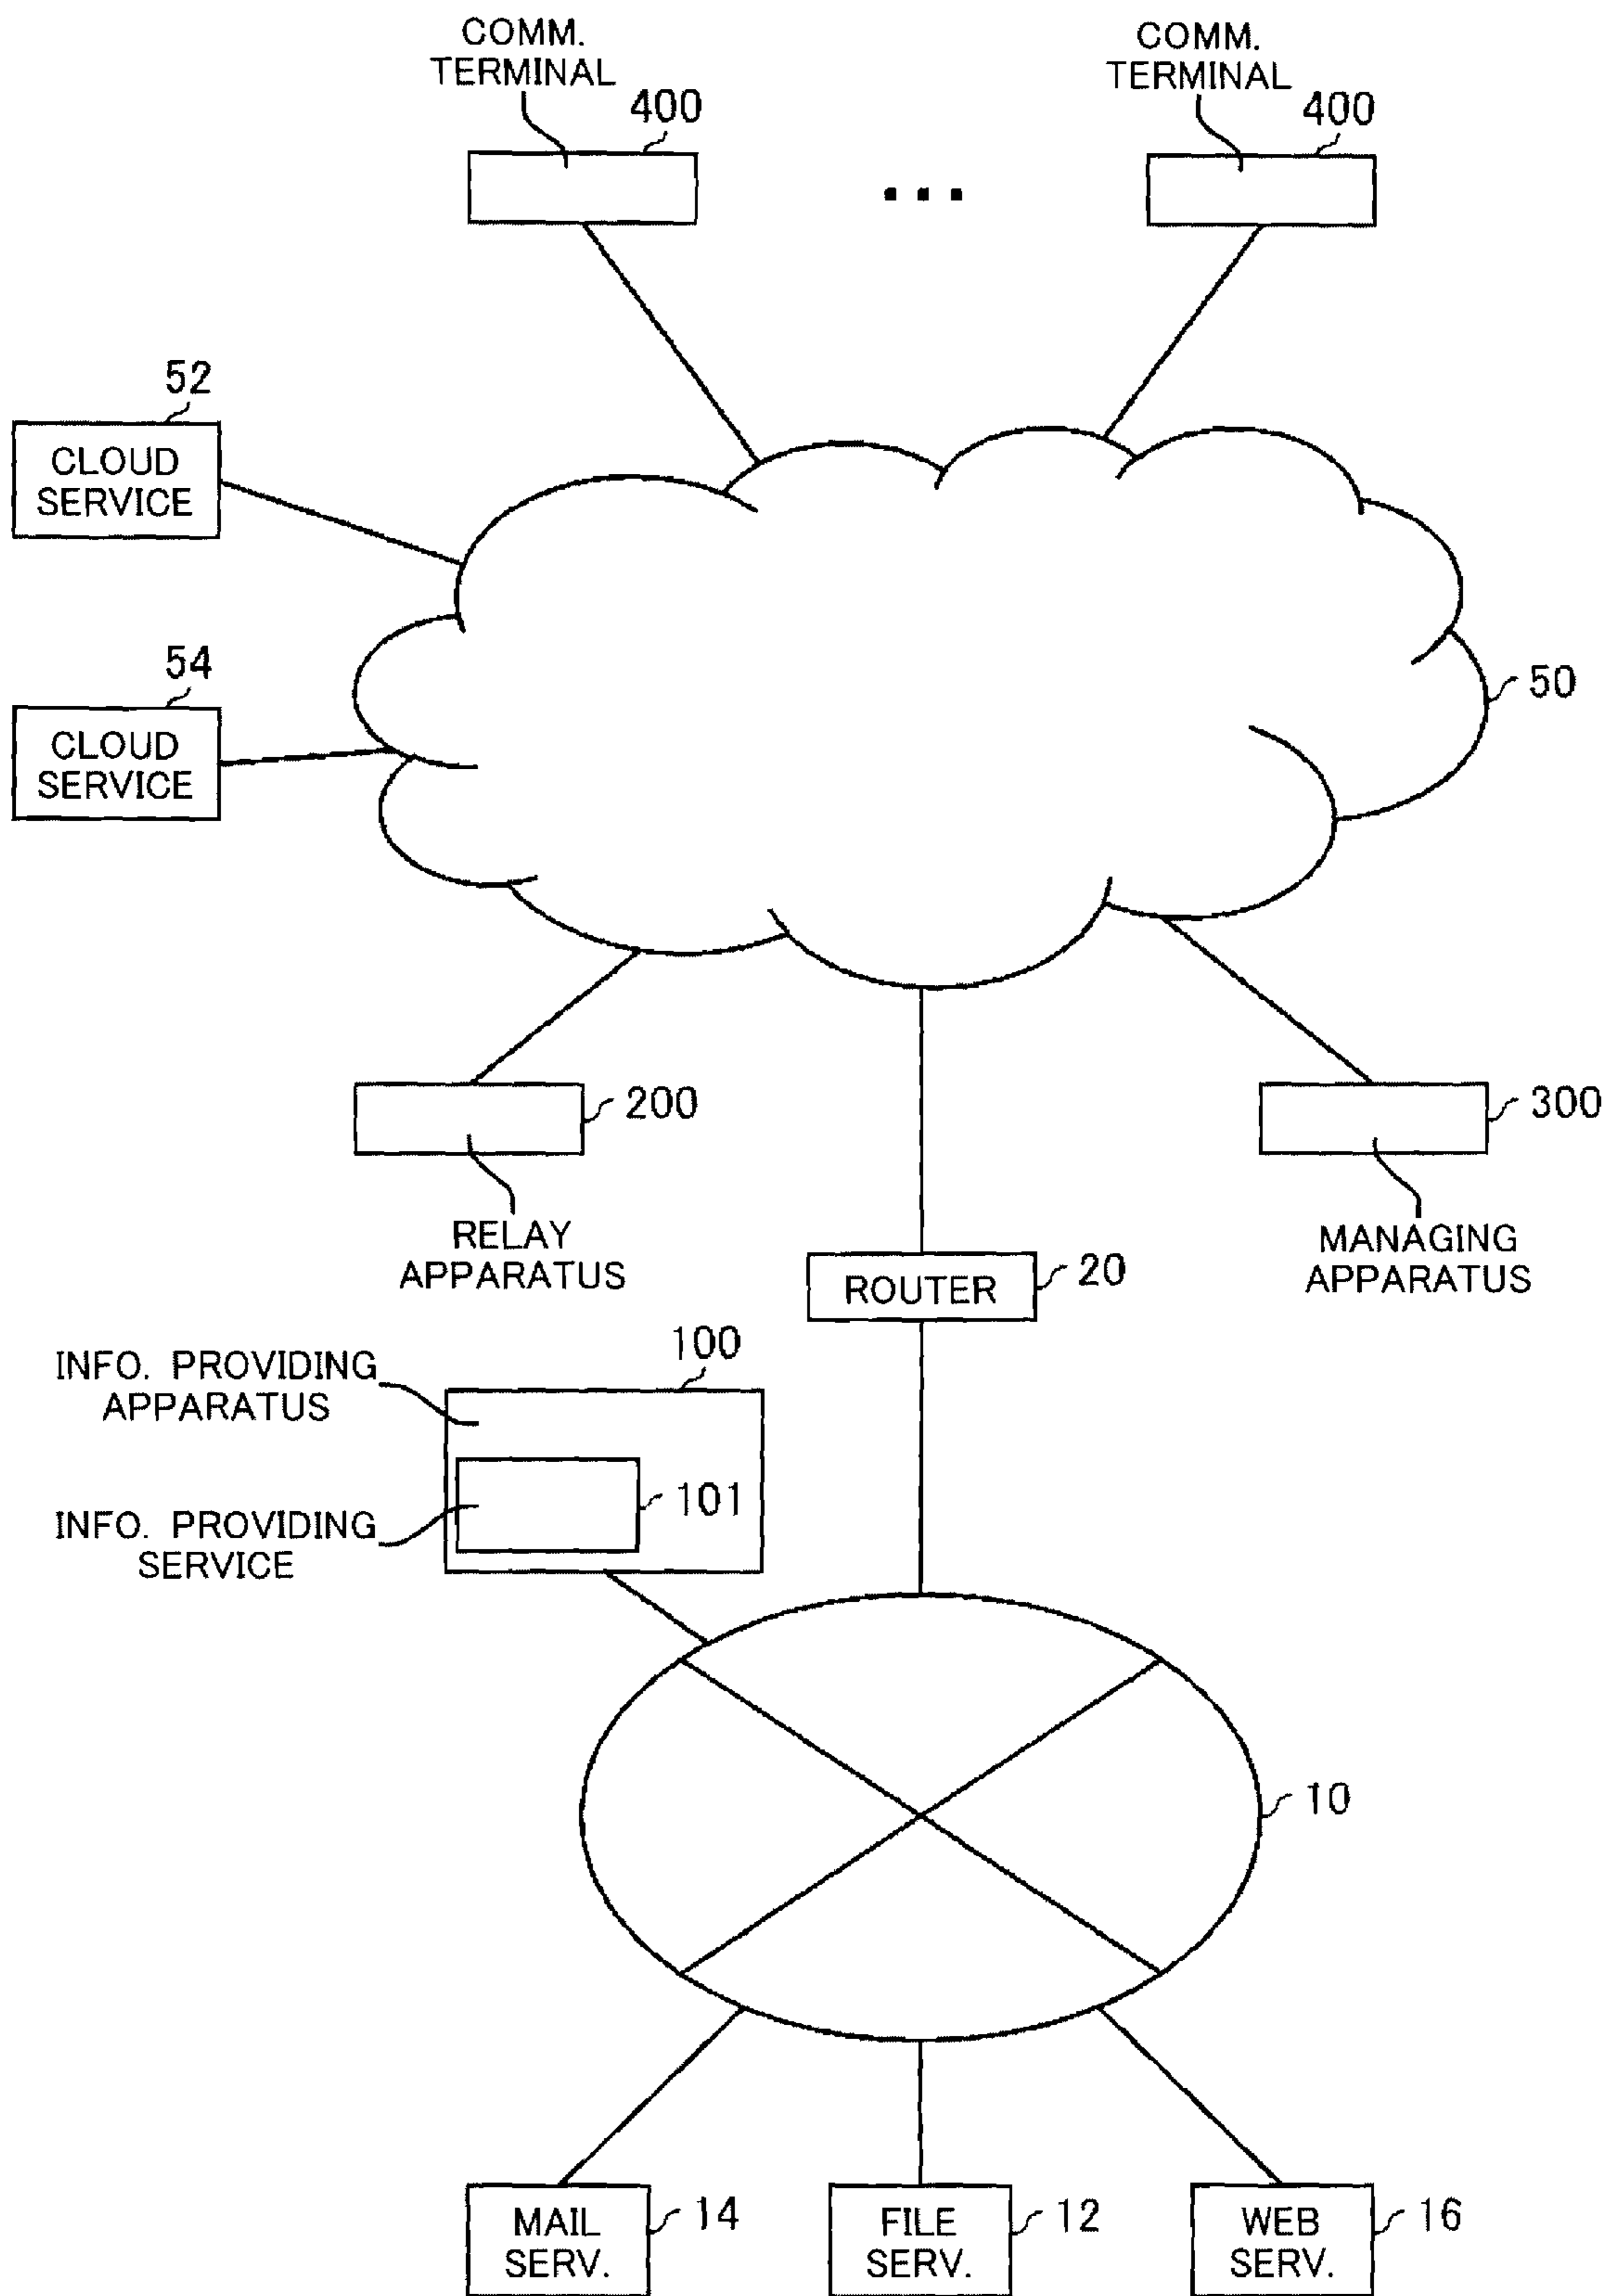 COMM.
TERMINAL
400
COMM.
TERMINAL
400
...
52
CLOUD
SERVICE
54
CLOUD
SERVICE
50
200
RELAY
APPARATUS
300
MANAGING
APPARATUS
ROUTER
20
100
INFO. PROVIDING
APPARATUS
101
INFO. PROVIDING
SERVICE
10
MAIL
SERV.
14
FILE
SERV.
12
WEB
SERV.
16